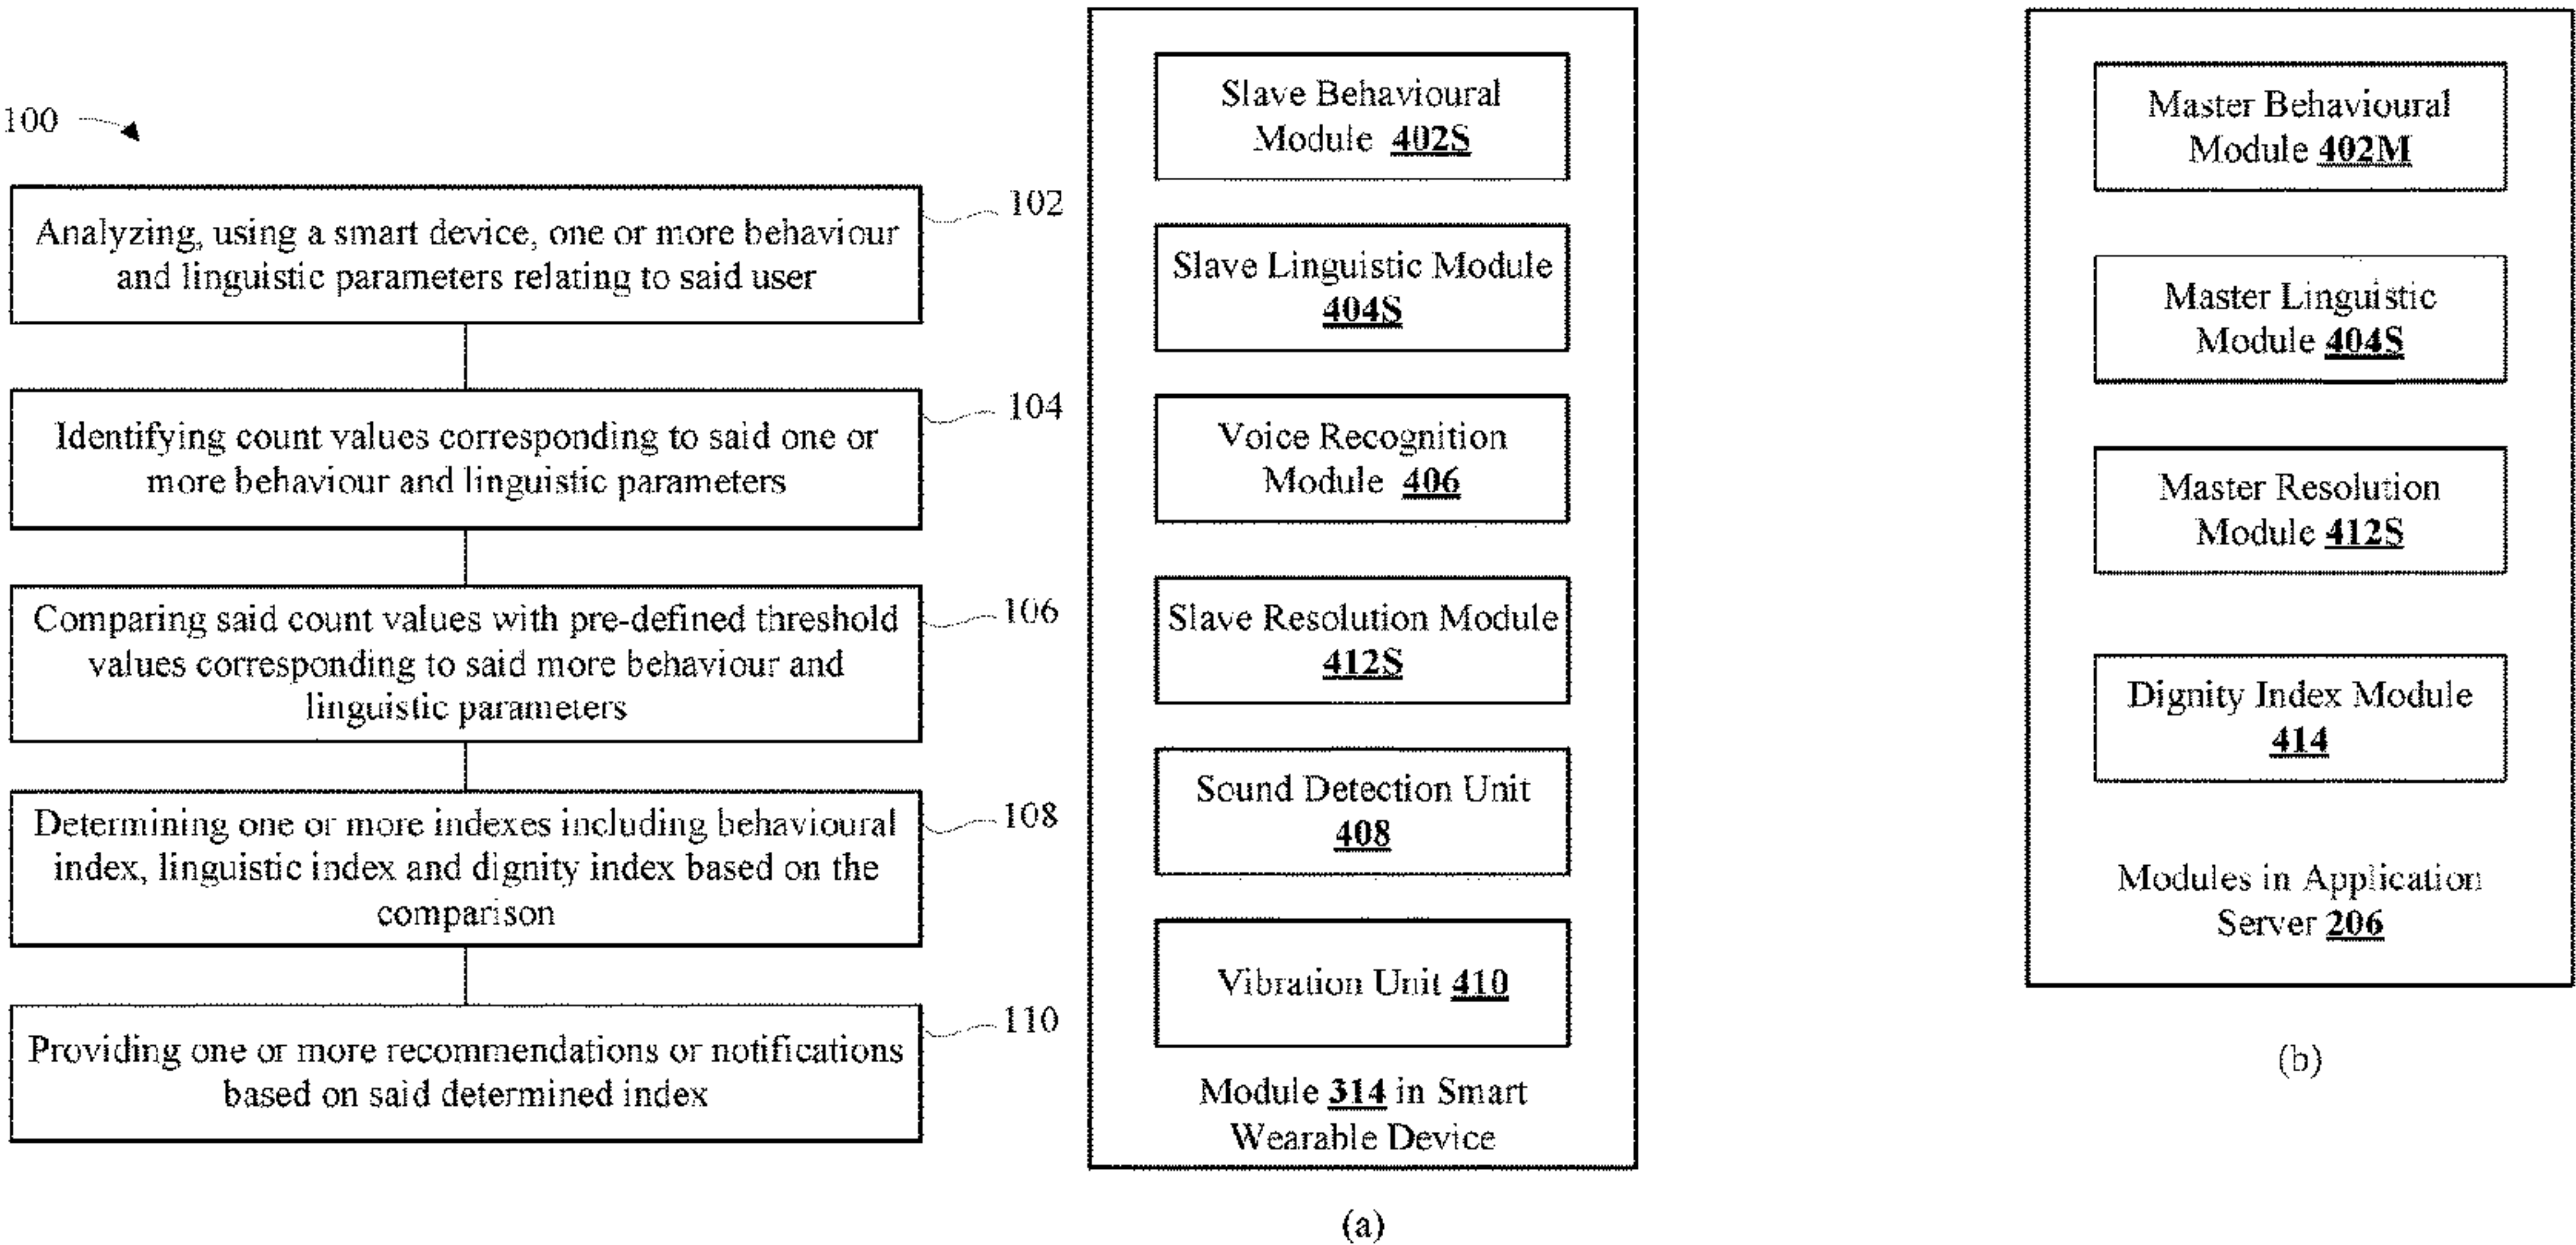 100
Analyzing, using a smart device, one or more behaviour
and linguistic parameters relating to said user
102
Identifying count values corresponding to said one or
more behaviour and linguistic parameters
104
Comparing said count values with pre-defined threshold
values corresponding to said more behaviour and
linguistic parameters
106
Determining one or more indexes including behavioural
index, linguistic index and dignity index based on the
comparison
108
Providing one or more recommendations or notifications
based on said determined index
110
Slave Behavioural
Module 402S
Slave Linguistic Module
404S
Voice Recognition
Module 406
Slave Resolution Module
412S
Sound Detection Unit
408
Vibration Unit 410
Module 314 in Smart
Wearable Device
(a)
Master Behavioural
Module 402M
Master Linguistic
Module 404S
Master Resolution
Module 412S
Dignity Index Module
414
Modules in Application
Server 206
(b)